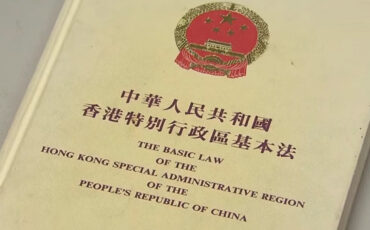 中華人民共和國
香港特別行政區基本法
THE BASIC LAW
OF THE
HONG KONG SPECIAL ADMINISTRATIVE REGION
OF THE
PEOPLE'S REPUBLIC OF CHINA